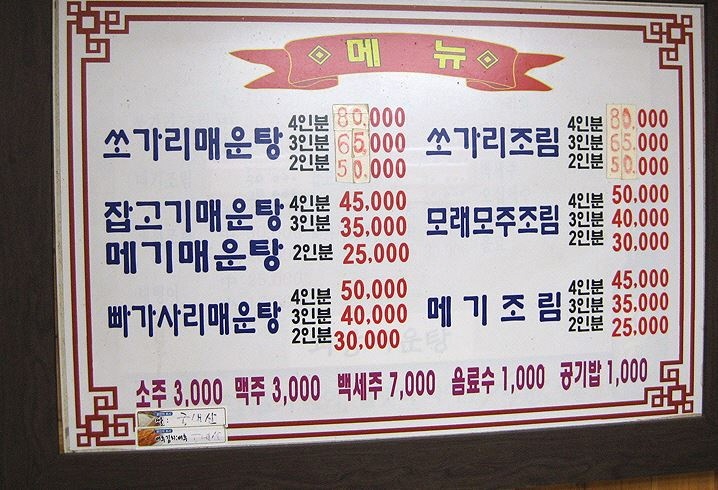 메 뉴
쏘가리매운탕 4인분 80,000
3인분 65,000
2인분 50,000
잡고기매운탕 4인분 45,000
3인분 35,000
메기매운탕 2인분 25,000
빠가사리매운탕 4인분 50,000
3인분 40,000
2인분 30,000
쏘가리조림 4인분 80,000
3인분 65,000
2인분 50,000
모래모주조림 4인분 50,000
3인분 40,000
2인분 30,000
메기조림 4인분 45,000
3인분 35,000
2인분 25,000
소주 3,000 맥주 3,000 백세주 7,000 음료수 1,000 공기밥 1,000
국내산